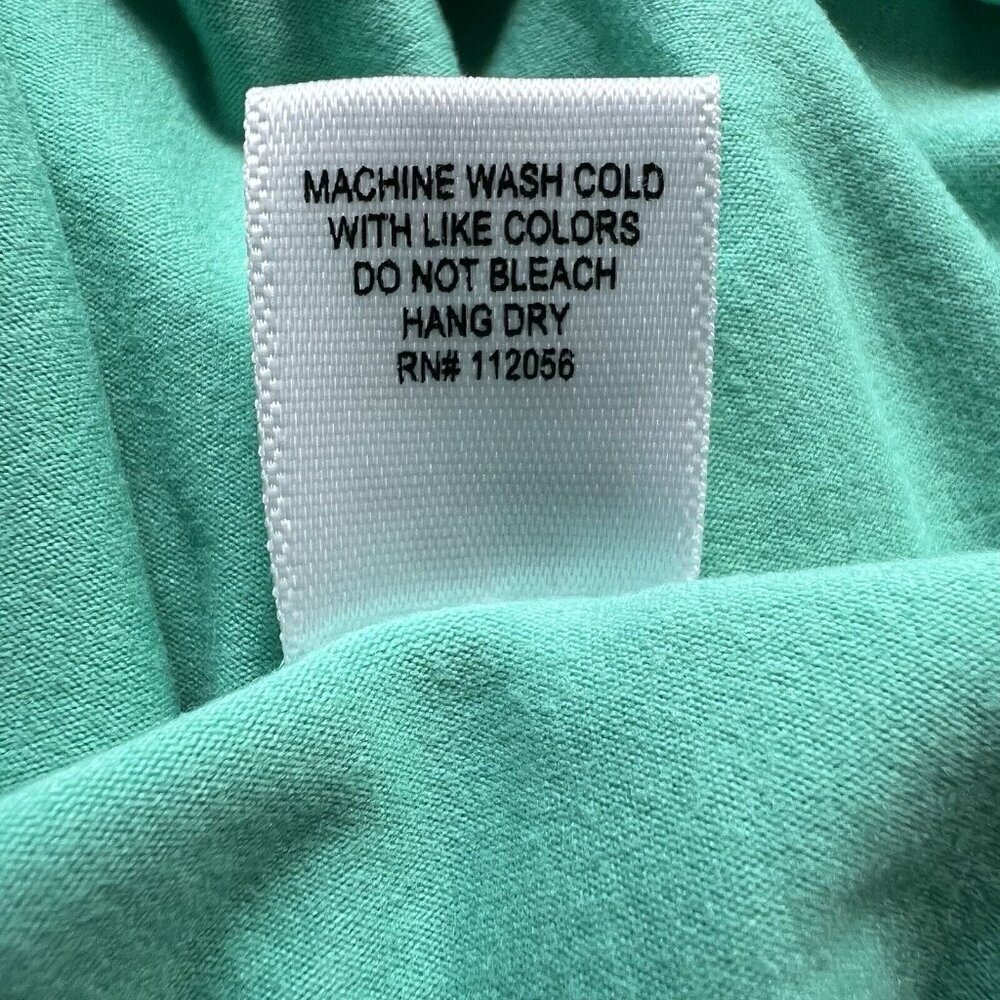 MACHINE WASH COLD
WITH LIKE COLORS
DO NOT BLEACH
HANG DRY
RN# 112056